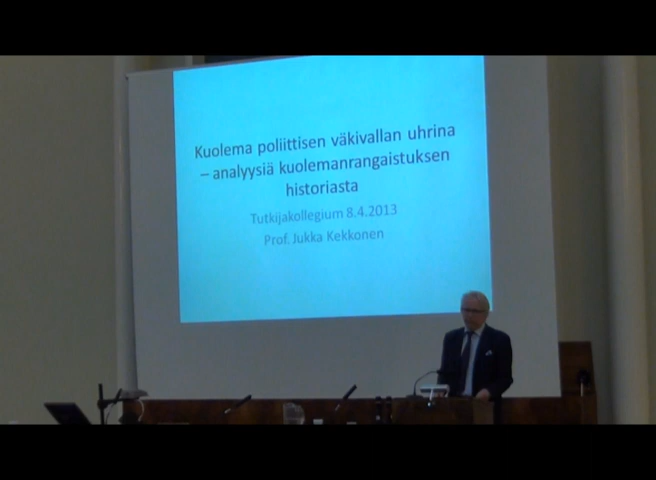 Kuolema poliittisen väkivallan uhrina
– analyysiä kuolemanrangaistuksen
historiasta
Tutkijakollegium 8.4.2013
Prof. Jukka Kekkonen